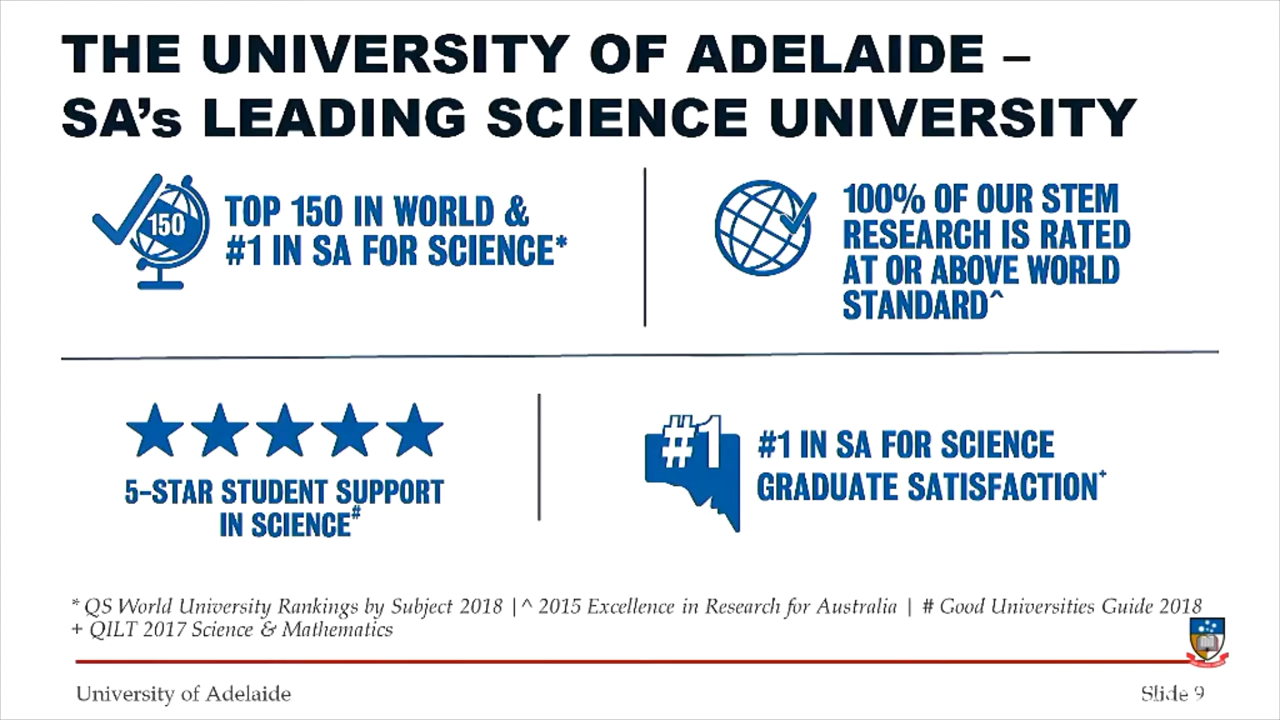 THE UNIVERSITY OF ADELAIDE –
SA's LEADING SCIENCE UNIVERSITY
150
TOP 150 IN WORLD &
#1 IN SA FOR SCIENCE*
100% OF OUR STEM
RESEARCH IS RATED
AT OR ABOVE WORLD
STANDARD^
5-STAR STUDENT SUPPORT
IN SCIENCE#
#1
#1 IN SA FOR SCIENCE
GRADUATE SATISFACTION+
* QS World University Rankings by Subject 2018 |^ 2015 Excellence in Research for Australia | # Good Universities Guide 2018
+ QILT 2017 Science & Mathematics
University of Adelaide
Slide 9